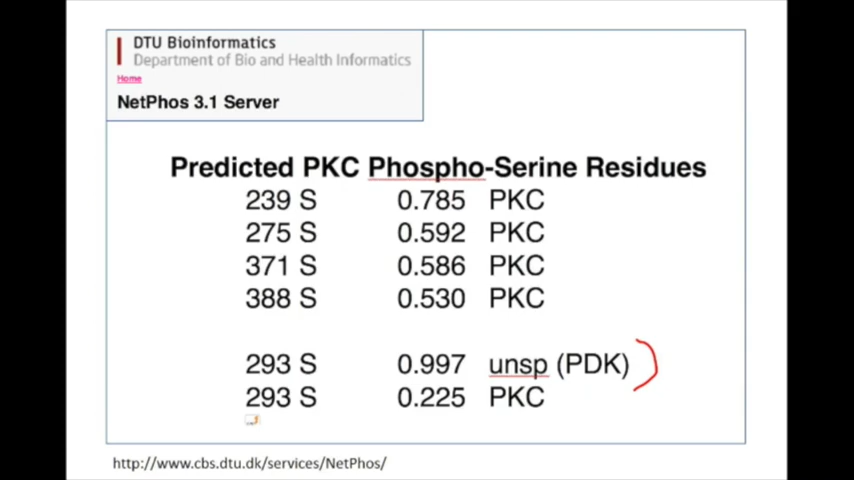 DTU Bioinformatics
Department of Bio and Health Informatics
Home
NetPhos 3.1 Server
Predicted PKC Phospho-Serine Residues
239 S 0.785 PKC
275 S 0.592 PKC
371 S 0.586 PKC
388 S 0.530 PKC
293 S 0.997 unsp (PDK)
293 S 0.225 PKC
http://www.cbs.dtu.dk/services/NetPhos/